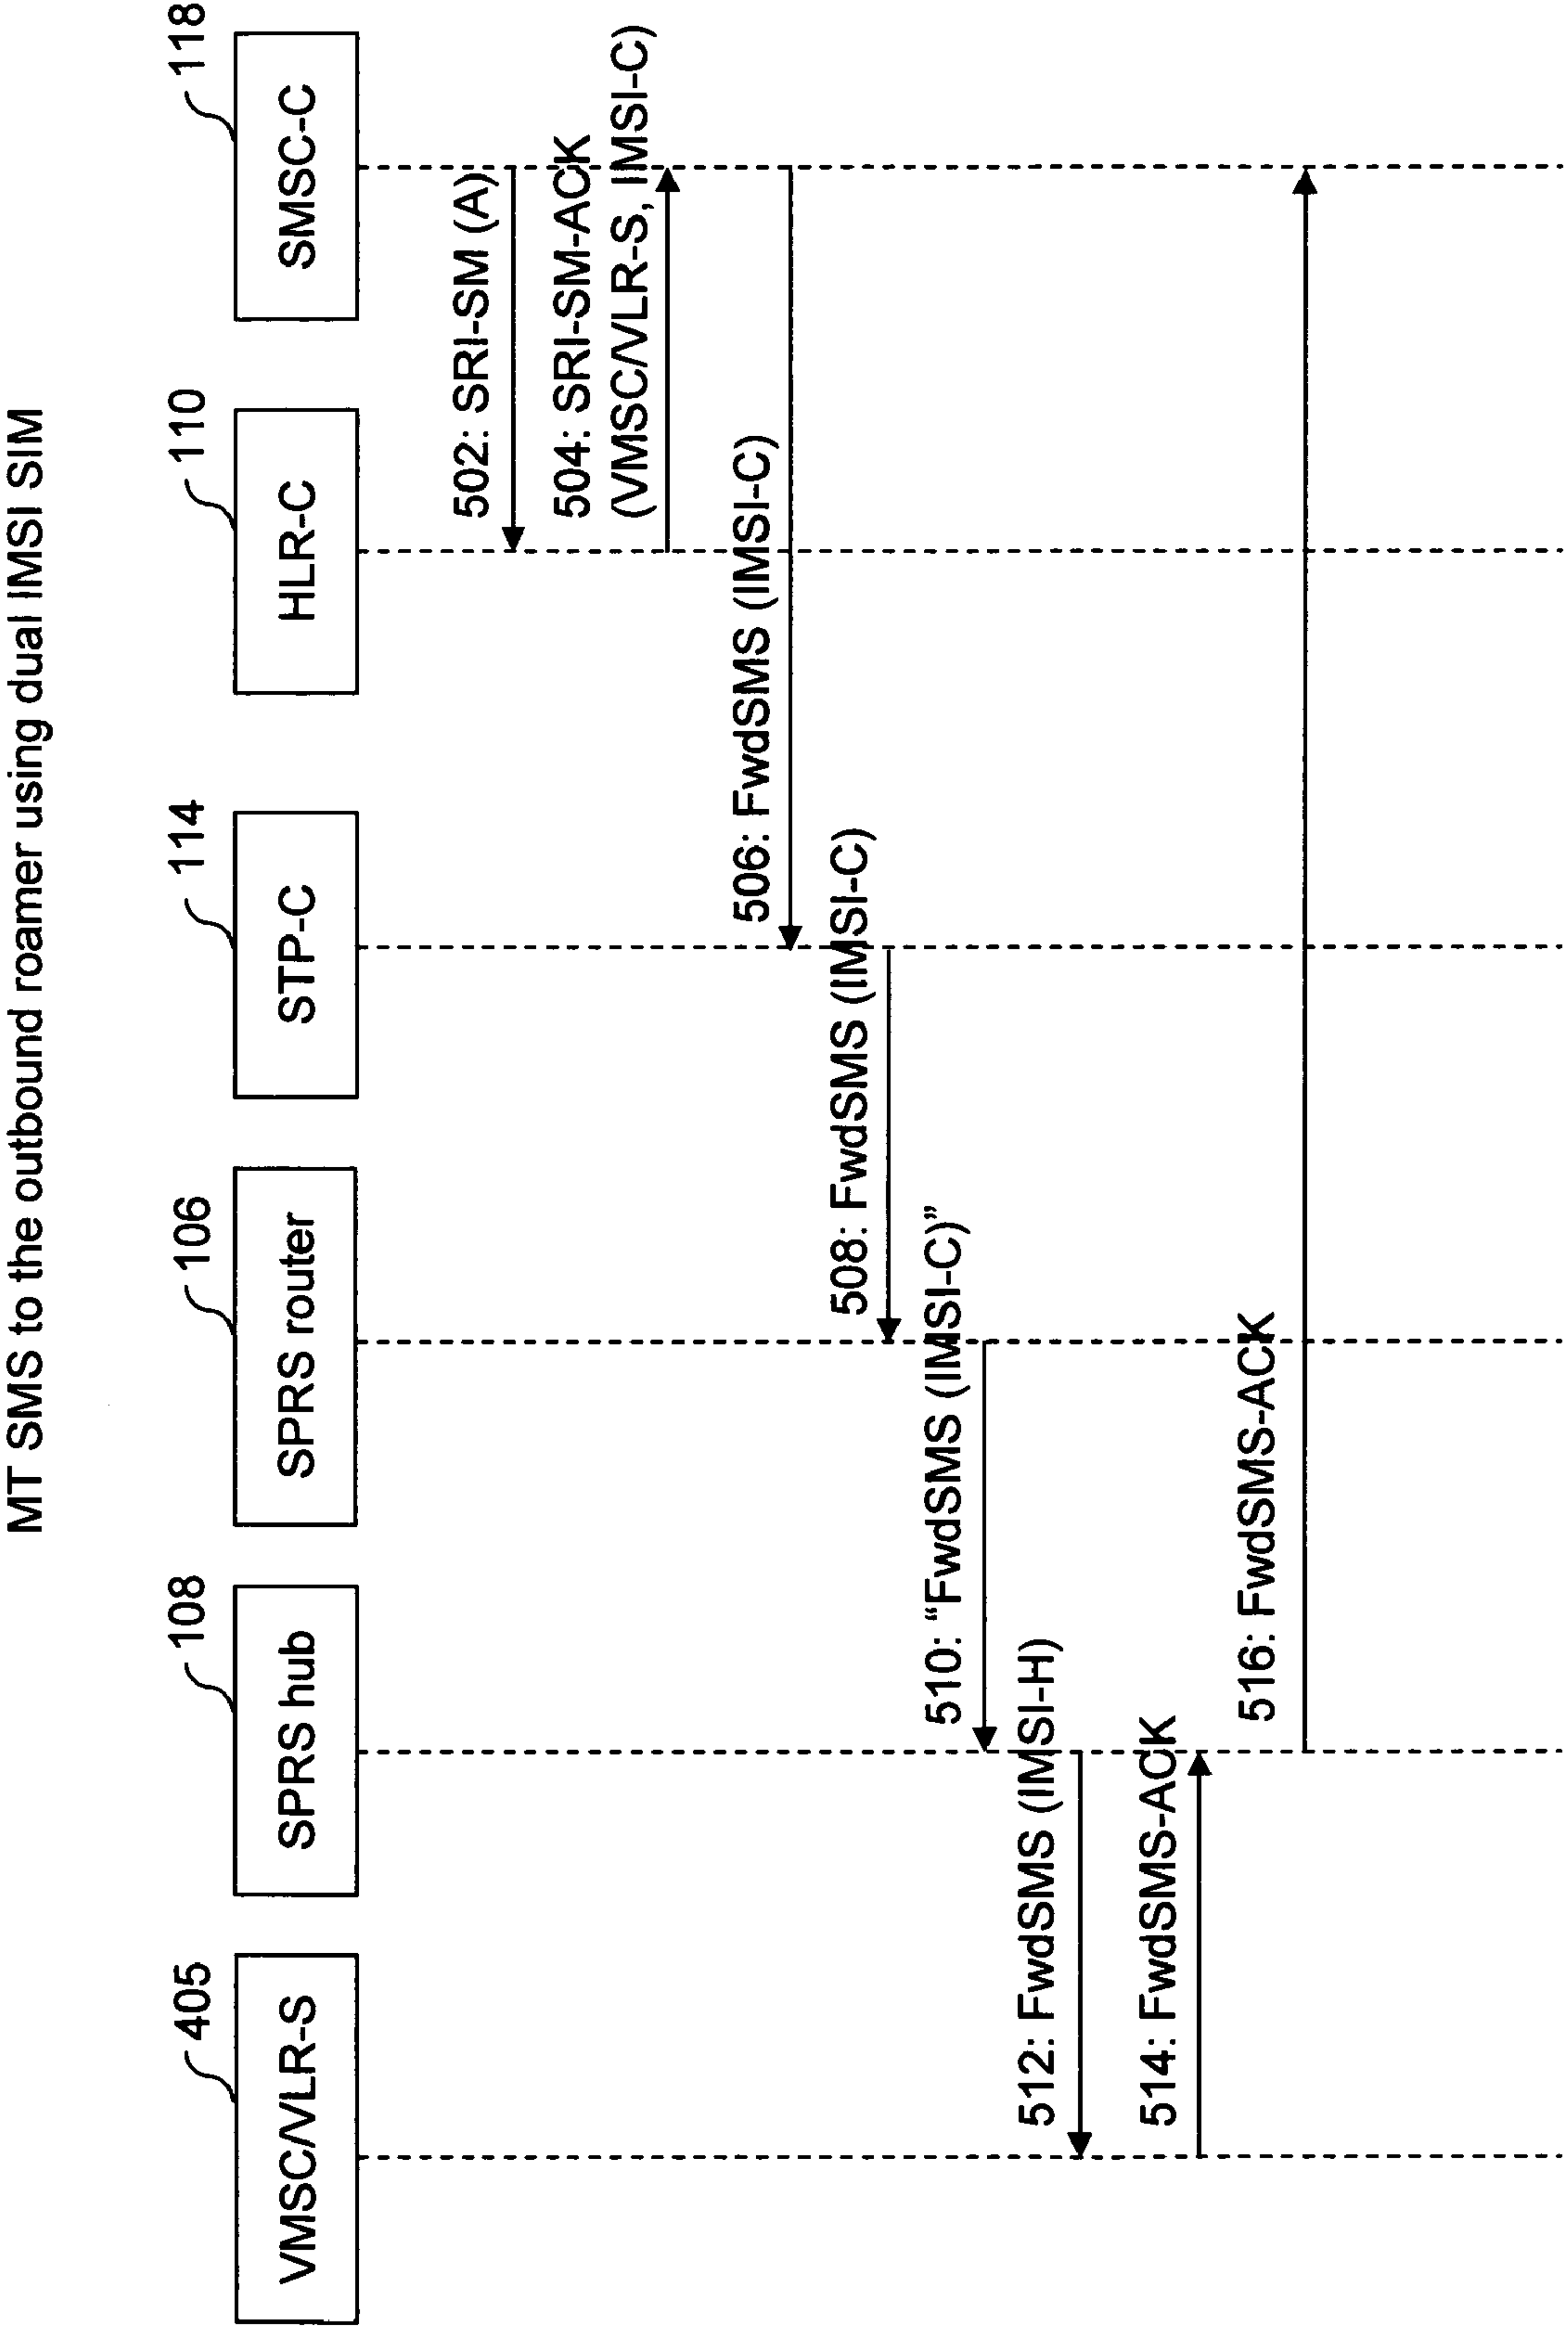 MT SMS to the outbound roamer using dual IMSI SIM
405
108
106
114
110
118
VMSC/VLR-S
SPRS hub
SPRS router
STP-C
HLR-C
SMSC-C
502: SRI-SM (A)
504: SRI-SM-ACK
(VMSC/VLR-S, IMSI-C)
506: FwdSMS (IMSI-C)
508: FwdSMS (IMSI-C)
510: “FwdSMS (IMSI-C)”
512: FwdSMS (IMSI-H)
514: FwdSMS-ACK
516: FwdSMS-ACK